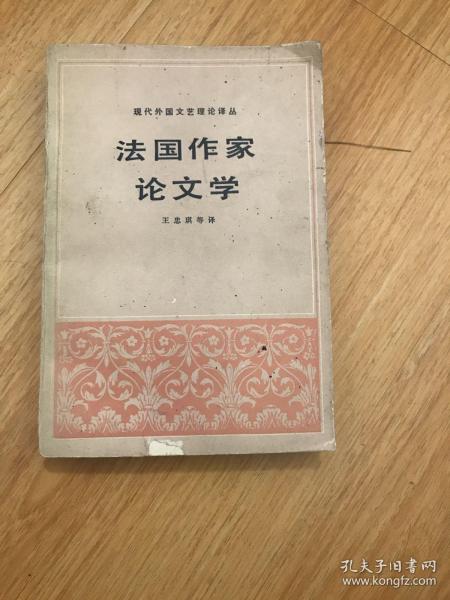 现代外国文艺理论译丛
法国作家
论文学
王忠琪等译
孔夫子旧书网
www.kongfz.com